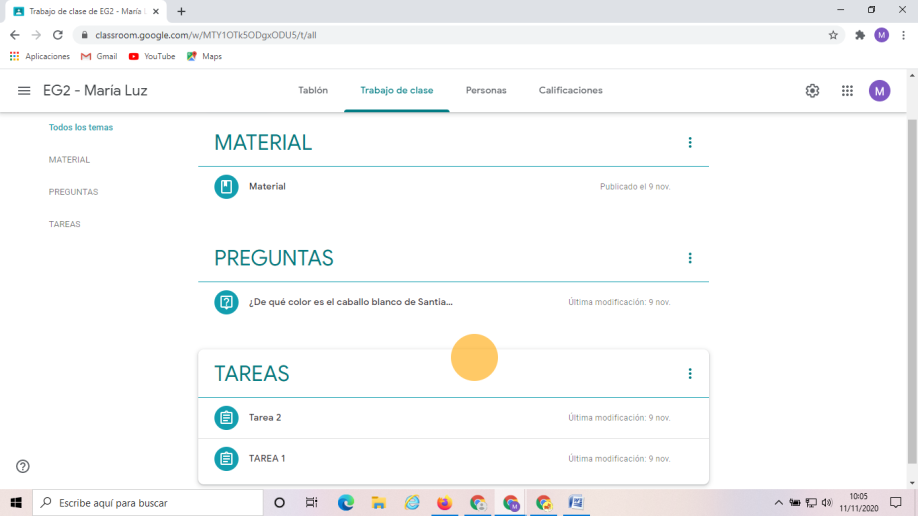 Trabajo de clase de EG2 - María L
classroom.google.com/w/MTY1OTk5ODgxODU5/t/all
M
Aplicaciones
Gmail
YouTube
Maps
EG2 - María Luz
Tablón
Trabajo de clase
Personas
Calificaciones
M
Todos los temas
MATERIAL
PREGUNTAS
TAREAS
MATERIAL
Material
Publicado el 9 nov.
PREGUNTAS
¿De qué color es el caballo blanco de Santia...
Última modificación: 9 nov.
TAREAS
Tarea 2
Última modificación: 9 nov.
TAREA 1
Última modificación: 9 nov.
Escribe aquí para buscar
10:05
11/11/2020